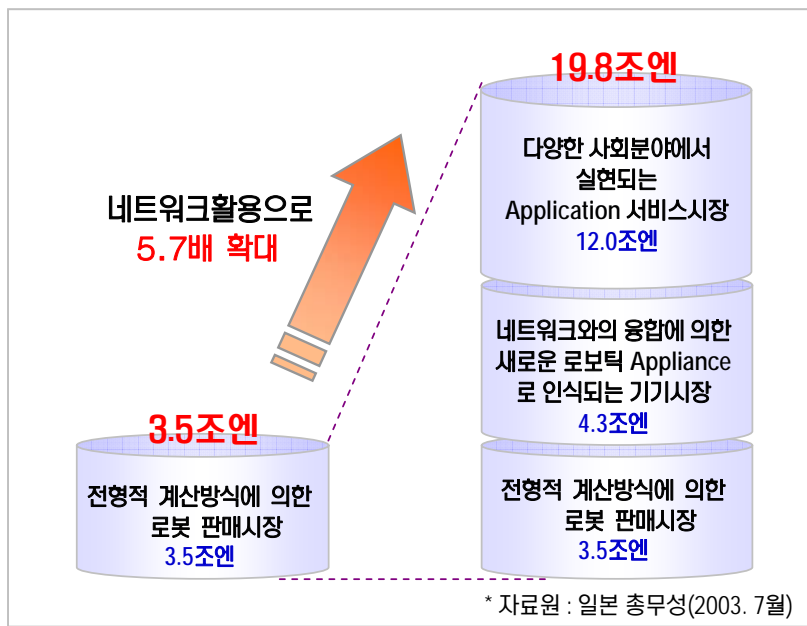 19.8조엔
다양한 사회분야에서
실현되는
Application 서비스시장
12.0조엔
네트워크활용으로
5.7배 확대
네트워크와의 융합에 의한
새로운 로보틱 Appliance
로 인식되는 기기시장
4.3조엔
3.5조엔
전형적 계산방식에 의한
로봇 판매시장
3.5조엔
전형적 계산방식에 의한
로봇 판매시장
3.5조엔
* 자료원 : 일본 총무성(2003. 7월)